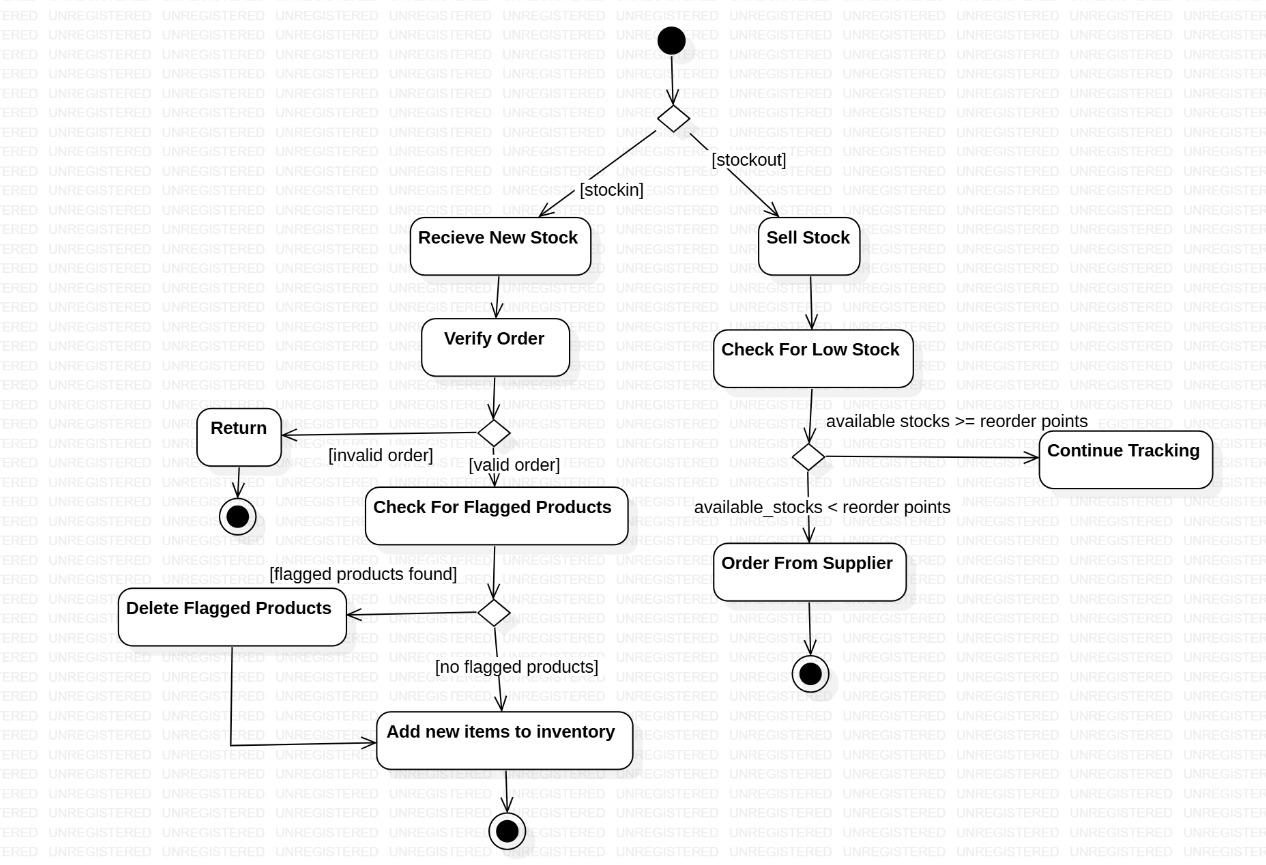 [stockout]
[stockin]
Recieve New Stock
Sell Stock
Verify Order
Check For Low Stock
Return
available stocks >= reorder points
[invalid order]
[valid order]
Continue Tracking
Check For Flagged Products
available_stocks < reorder points
Order From Supplier
[flagged products found]
Delete Flagged Products
[no flagged products]
Add new items to inventory
UNREGISTERED